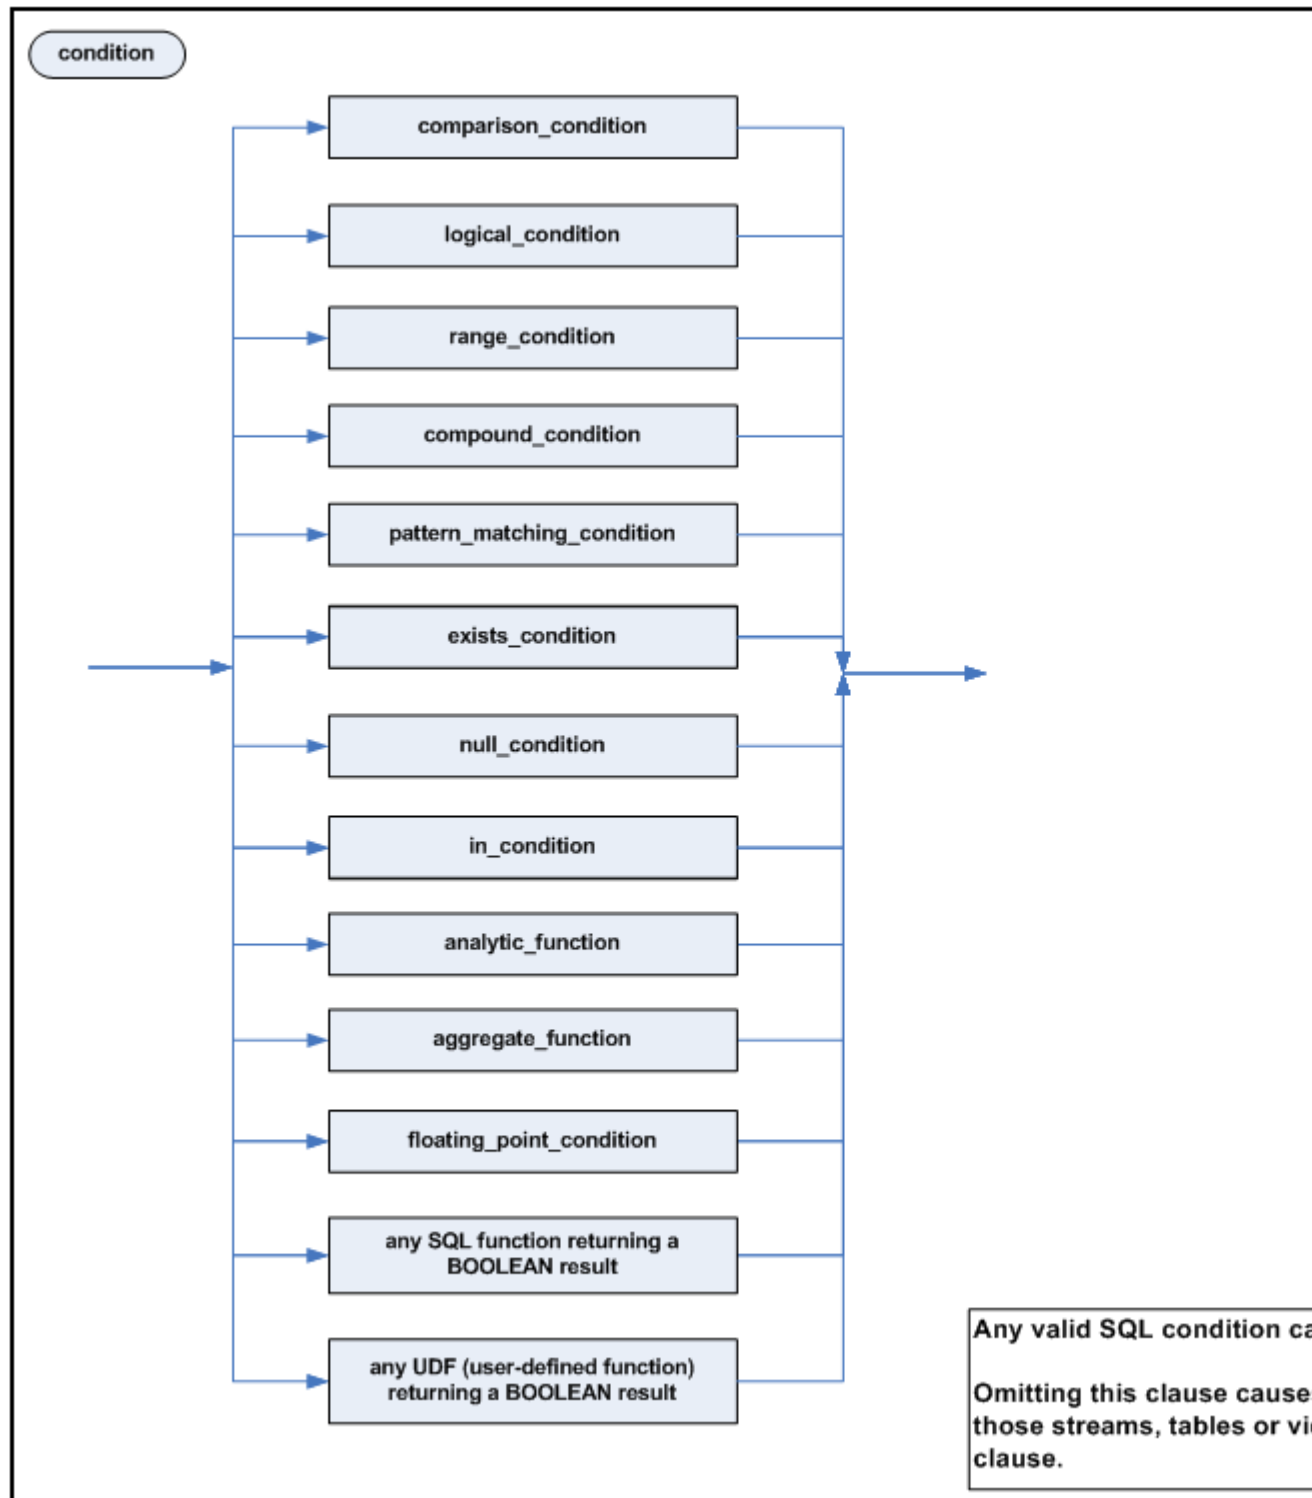 condition
comparison_condition
logical_condition
range_condition
compound_condition
pattern_matching_condition
exists_condition
null_condition
in_condition
analytic_function
aggregate_function
floating_point_condition
any SQL function returning a
BOOLEAN result
any UDF (user-defined function)
returning a BOOLEAN result
Any valid SQL condition
Omitting this clause
those streams, tables or
clause.